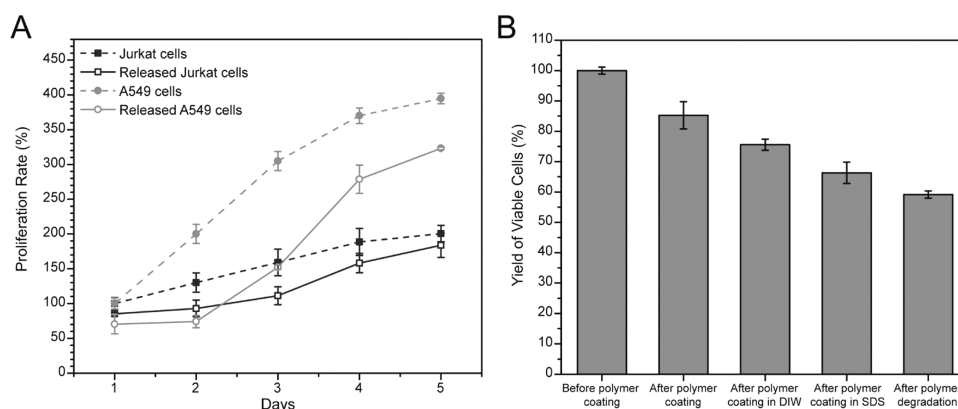 A
Proliferation Rate (%)
450
400
350
300
250
200
150
100
50
0
Jurkat cells
Released Jurkat cells
A549 cells
Released A549 cells
1 2 3 4 5
Days
B
Yield of Viable Cells (%)
110
100
90
80
70
60
50
40
30
20
10
0
Before polymer
coating
After polymer
coating
After polymer
coating in DIW
After polymer
coating in SDS
After polymer
degradation